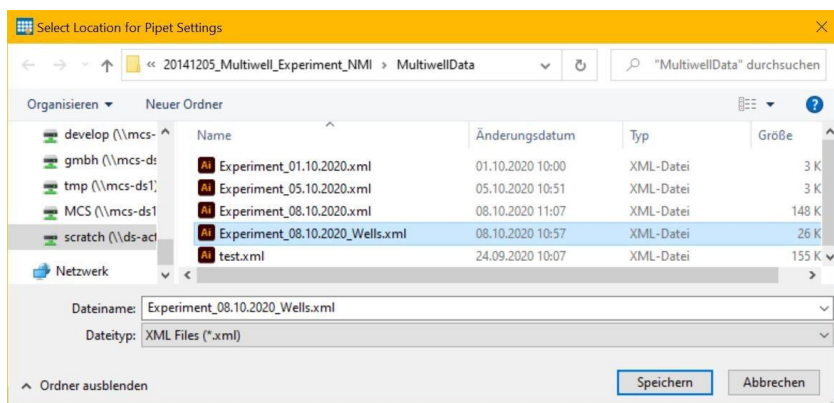 Select Location for Pipet Settings
« 20141205_Multiwell_Experiment_NMI › MultiwellData
"MultiwellData" durchsuchen
Organisieren Neuer Ordner
develop (\\mcs-
gmbh (\\mcs-ds
tmp (\\mcs-ds1)
MCS (\\mcs-ds1
scratch (\\ds-act
Netzwerk
Name Änderungsdatum Typ Größe
Ai Experiment_01.10.2020.xml 01.10.2020 10:00 XML-Datei 3 K
Ai Experiment_05.10.2020.xml 05.10.2020 10:51 XML-Datei 3 K
Ai Experiment_08.10.2020.xml 08.10.2020 11:07 XML-Datei 148 K
Ai Experiment_08.10.2020_Wells.xml 08.10.2020 10:57 XML-Datei 26 K
Ai test.xml 24.09.2020 10:07 XML-Datei 155 K
Dateiname: Experiment_08.10.2020_Wells.xml
Dateityp: XML Files (*.xml)
Ordner ausblenden
Speichern Abbrechen